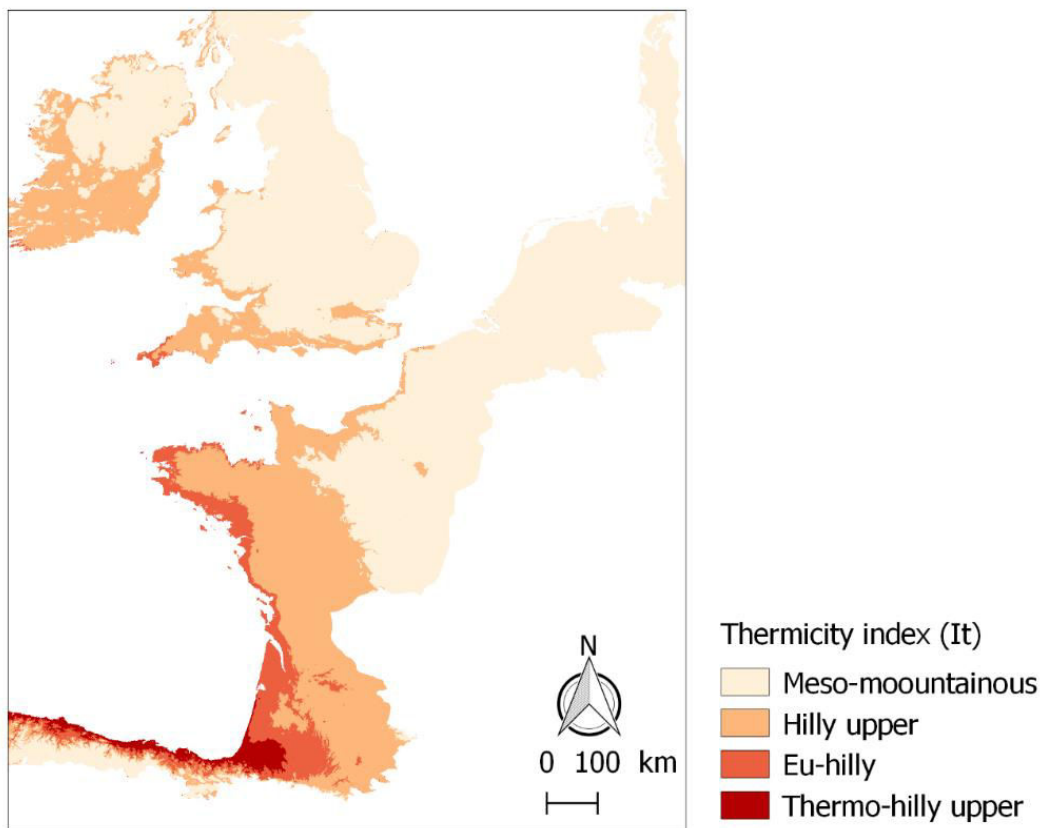 N
0 100 km
Thermicity index (It)
Meso-moountainous
Hilly upper
Eu-hilly
Thermo-hilly upper